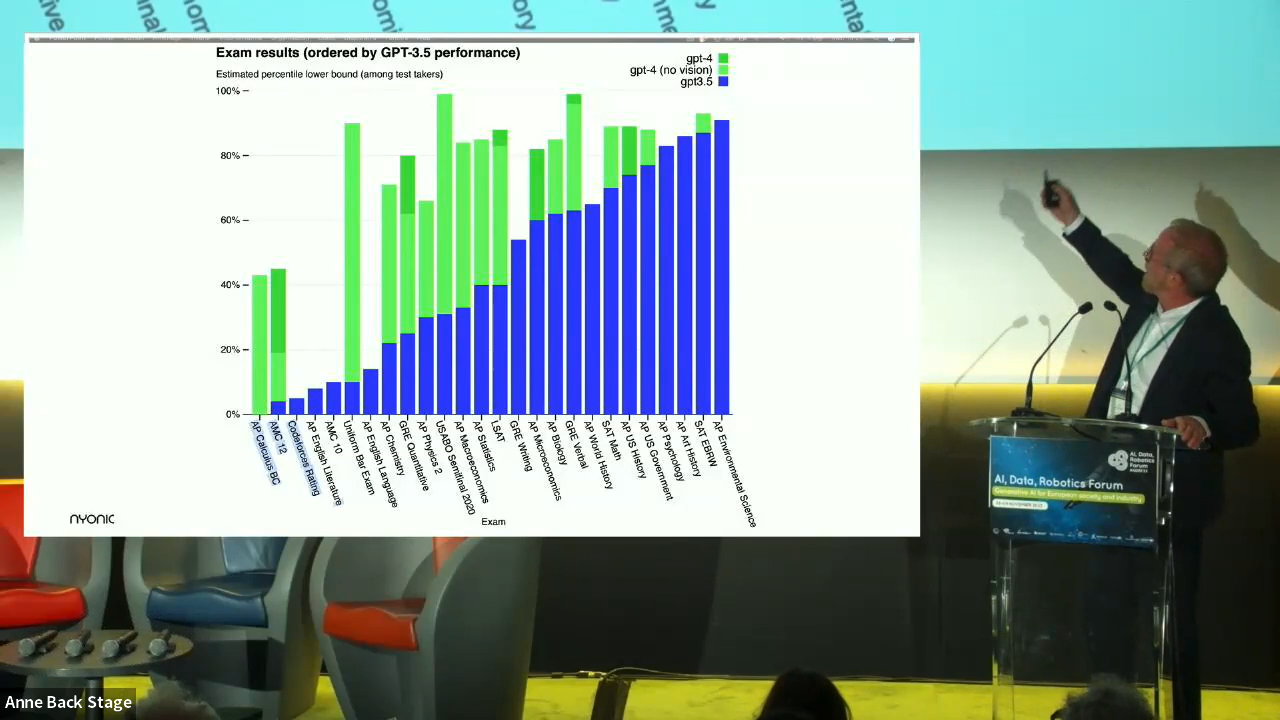 Exam results (ordered by GPT-3.5 performance)
Estimated percentile lower bound (among test takers)
gpt-4
gpt-4 (no vision)
gpt3.5
100%
80%
60%
40%
20%
0%
AP Calculus BC
AMC 12
Codeforces Rating
AP English Literature
AMC 10
Uniform Bar Exam
AP English Language
AP Chemistry
GRE Quantitative
AP Physics 2
USABO Semifinal 2020
AP Macroeconomics
AP Statistics
LSAT
GRE Writing
AP Microeconomics
AP Biology
GRE Verbal
AP World History
SAT Math
AP US History
AP US Government
AP Psychology
AP Art History
SAT EBRW
AP Environmental Science
Exam
NYONIC
AI, Data,
Robotics
Forum
AI, Data, Robotics Forum
Generative AI for European society and industry
Anne Back Stage